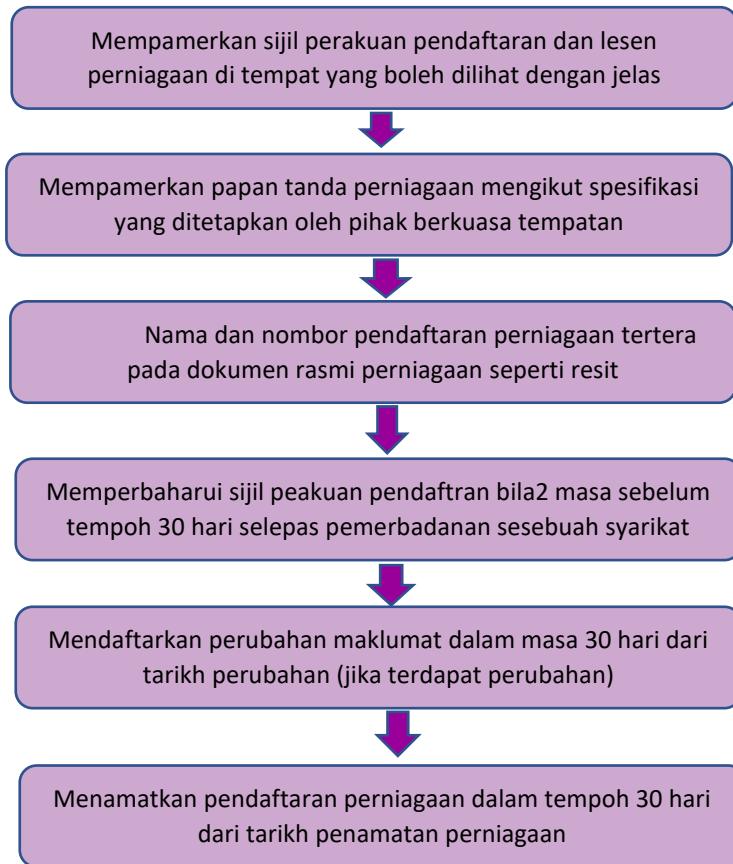 Mempamerkan sijil perakuan pendaftaran dan lesen
perniagaan di tempat yang boleh dilihat dengan jelas
Mempamerkan papan tanda perniagaan mengikut spesifikasi
yang ditetapkan oleh pihak berkuasa tempatan
Nama dan nombor pendaftaran perniagaan tertera
pada dokumen rasmi perniagaan seperti resit
Memperbaharui sijil peakuan pendaftran bila2 masa sebelum
tempoh 30 hari selepas pemerbadanan sesebuah syarikat
Mendaftarkan perubahan maklumat dalam masa 30 hari dari
tarikh perubahan (jika terdapat perubahan)
Menamatkan pendaftaran perniagaan dalam tempoh 30 hari
dari tarikh penamatan perniagaan